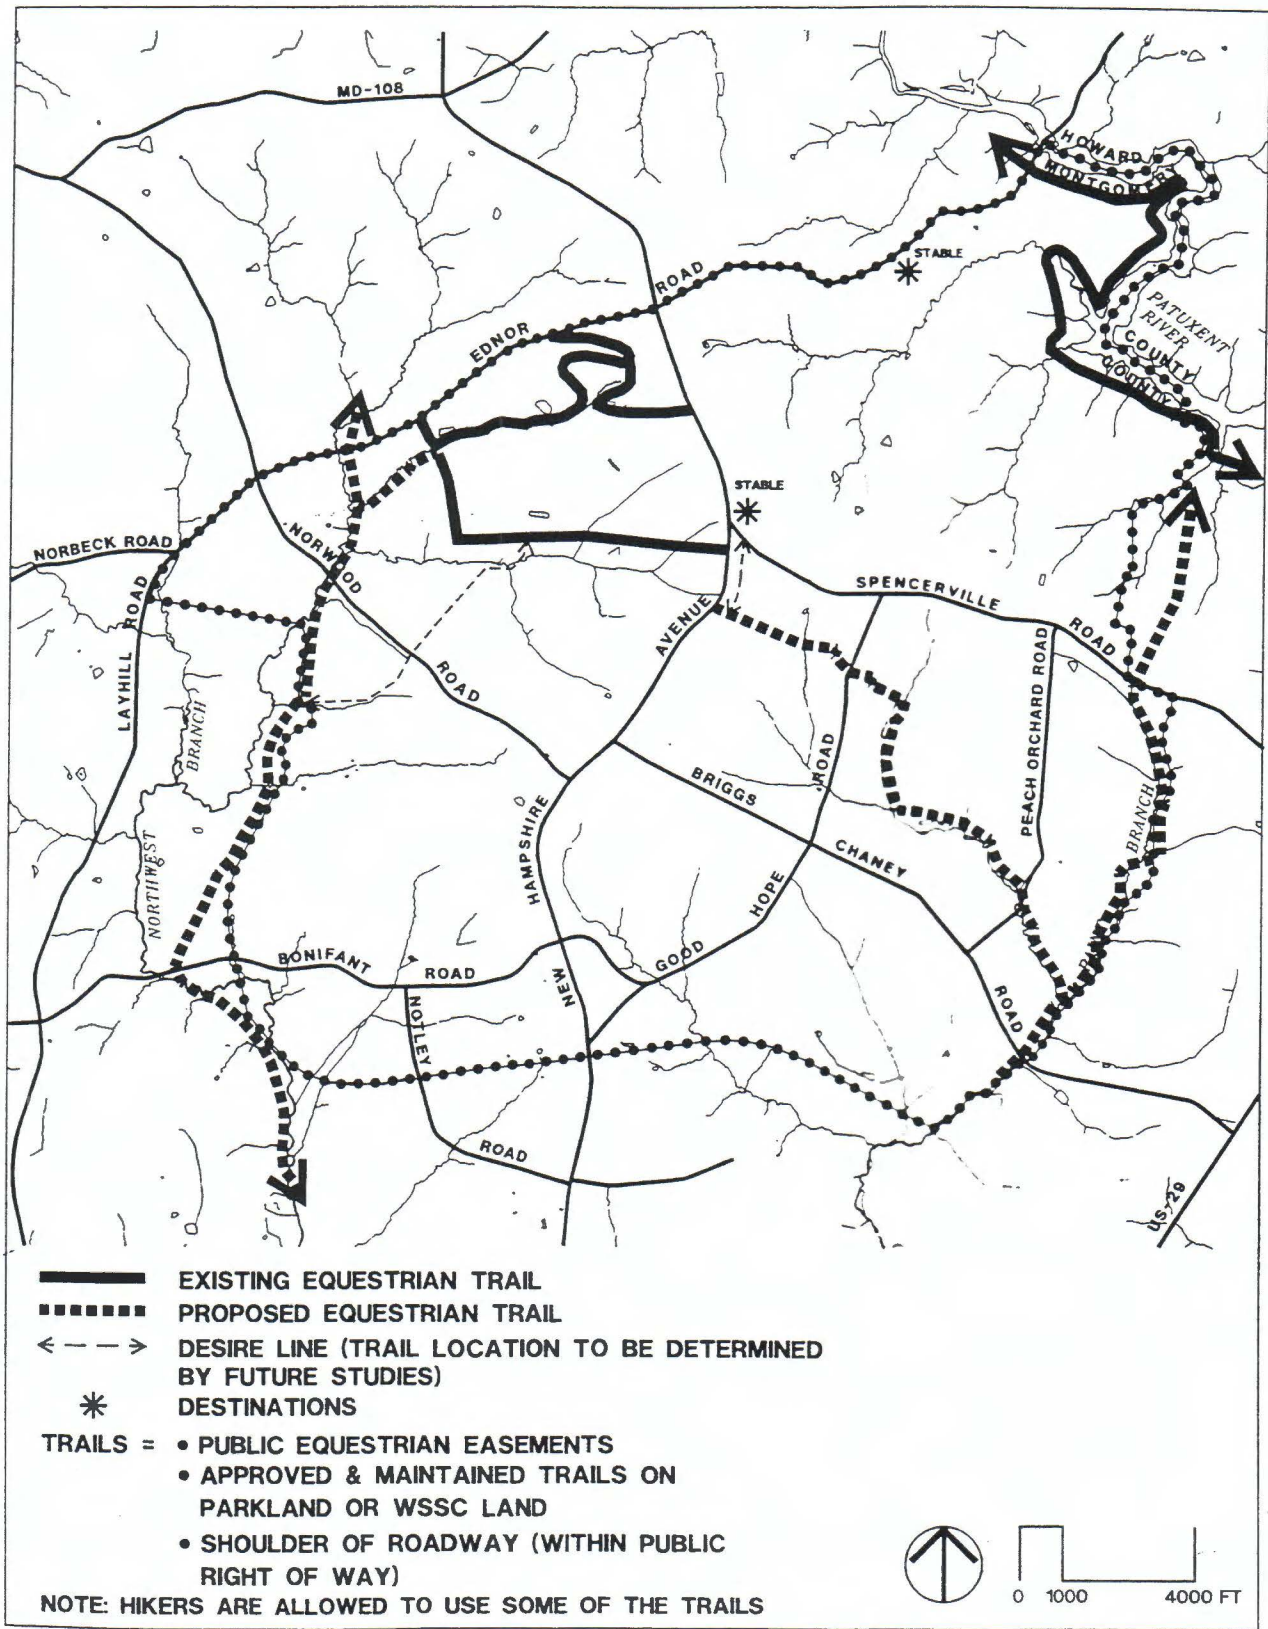 MD-108
HOWARD
MONTGOMERY
STABLE
ROAD
EDNOR
PATUXENT
RIVER
COUNTY
COUNTY
STABLE
NORBECK ROAD
NORWOOD
ROAD
LAYHILL ROAD
AVENUE
SPENCERVILLE
ROAD
BRANCH
NORTHWEST
BRIGGS
CHANEY
ROAD
ROAD
PEACH ORCHARD ROAD
BRANCH
PAINT
HAMPSHIRE
NEW
GOOD
HOPE
BONIFANT
ROAD
NOTLEY
ROAD
US-29
EXISTING EQUESTRIAN TRAIL
PROPOSED EQUESTRIAN TRAIL
DESIRE LINE (TRAIL LOCATION TO BE DETERMINED
BY FUTURE STUDIES)
DESTINATIONS
TRAILS = • PUBLIC EQUESTRIAN EASEMENTS
• APPROVED & MAINTAINED TRAILS ON
PARKLAND OR WSSC LAND
• SHOULDER OF ROADWAY (WITHIN PUBLIC
RIGHT OF WAY)
NOTE: HIKERS ARE ALLOWED TO USE SOME OF THE TRAILS
0 1000 4000 FT